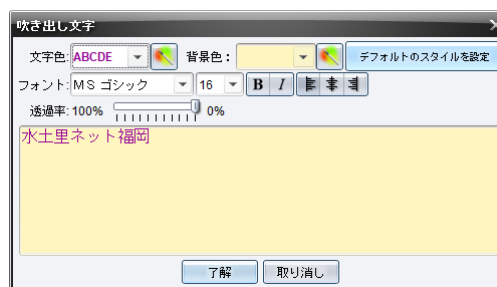 吹き出し文字
文字色: ABCDE 背景色： デフォルトのスタイルを設定
フォント: MS ゴシック 16 B I
透過率: 100% 0%
水土里ネット福岡
了解 取り消し